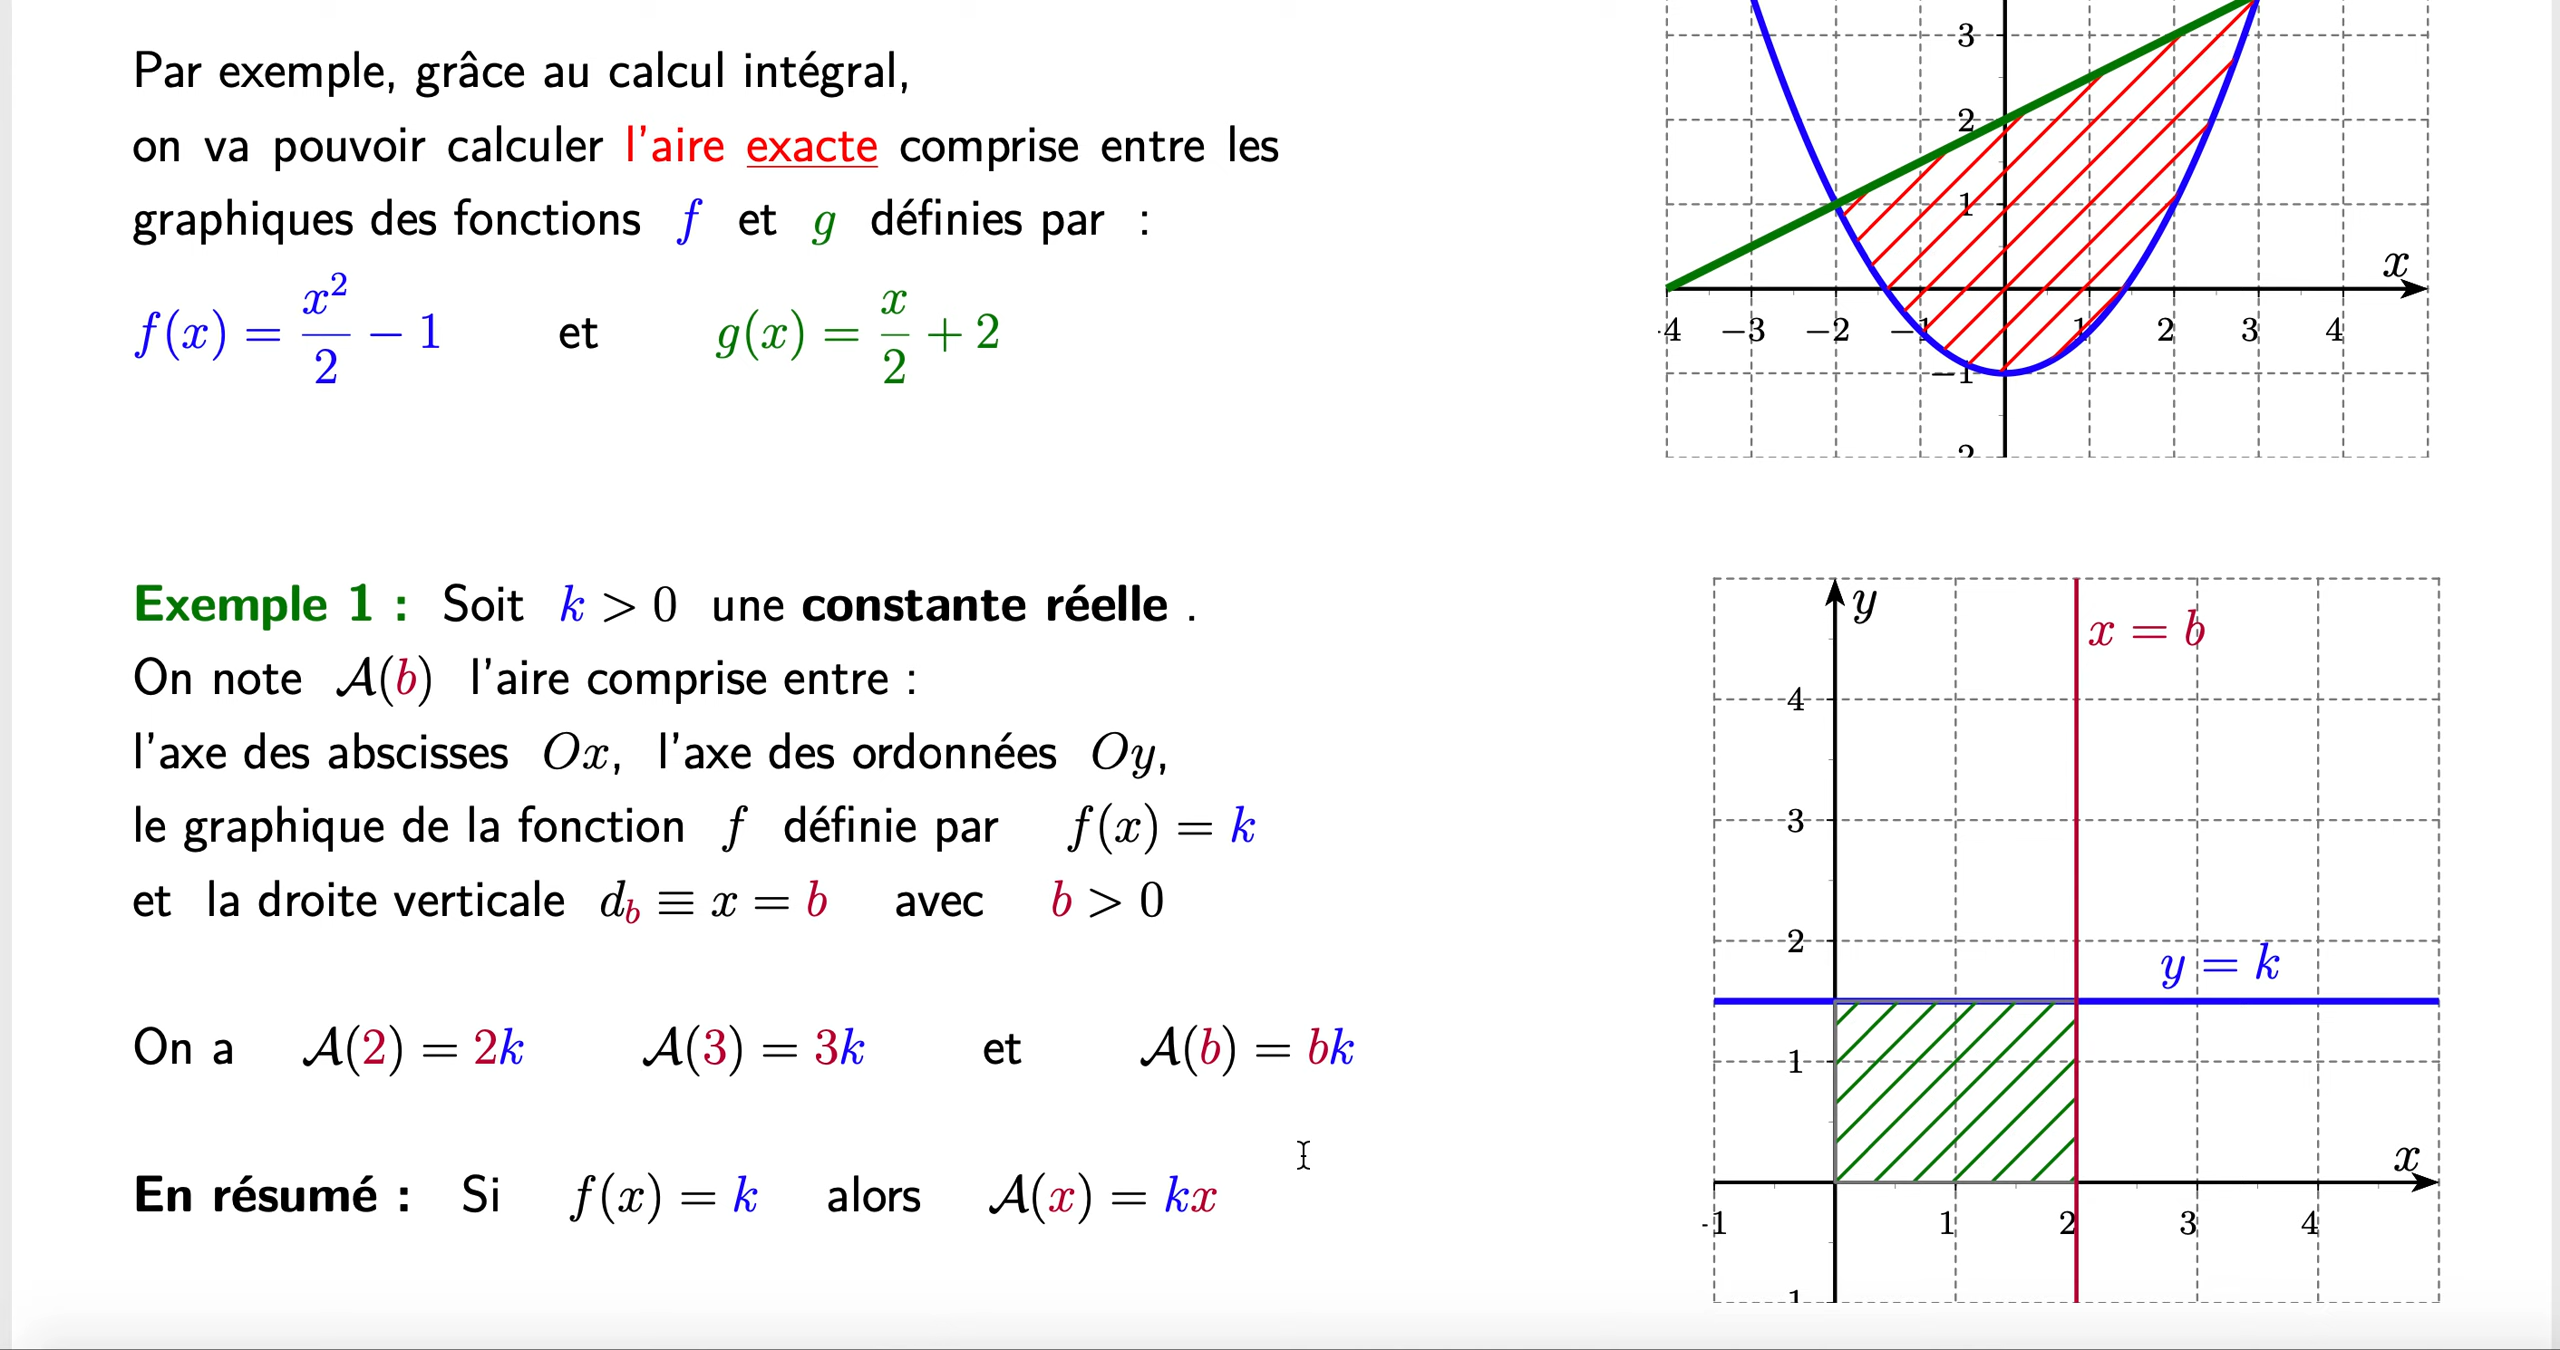 Par exemple, grâce au calcul intégral,
on va pouvoir calculer l'aire exacte comprise entre les
graphiques des fonctions f et g définies par :
f(x) = x²/2 − 1 et g(x) = x/2 + 2
3
2
1
x
-4 −3 −2 −1 1 2 3 4
−1
2
Exemple 1 : Soit k > 0 une constante réelle .
On note 𝒜(b) l'aire comprise entre :
l'axe des abscisses Ox, l'axe des ordonnées Oy,
le graphique de la fonction f définie par f(x) = k
et la droite verticale d_b ≡ x = b avec b > 0
On a 𝒜(2) = 2k 𝒜(3) = 3k et 𝒜(b) = bk
En résumé : Si f(x) = k alors 𝒜(x) = kx
y
x = b
4
3
2
y = k
1
x
-1 1 2 3 4
1